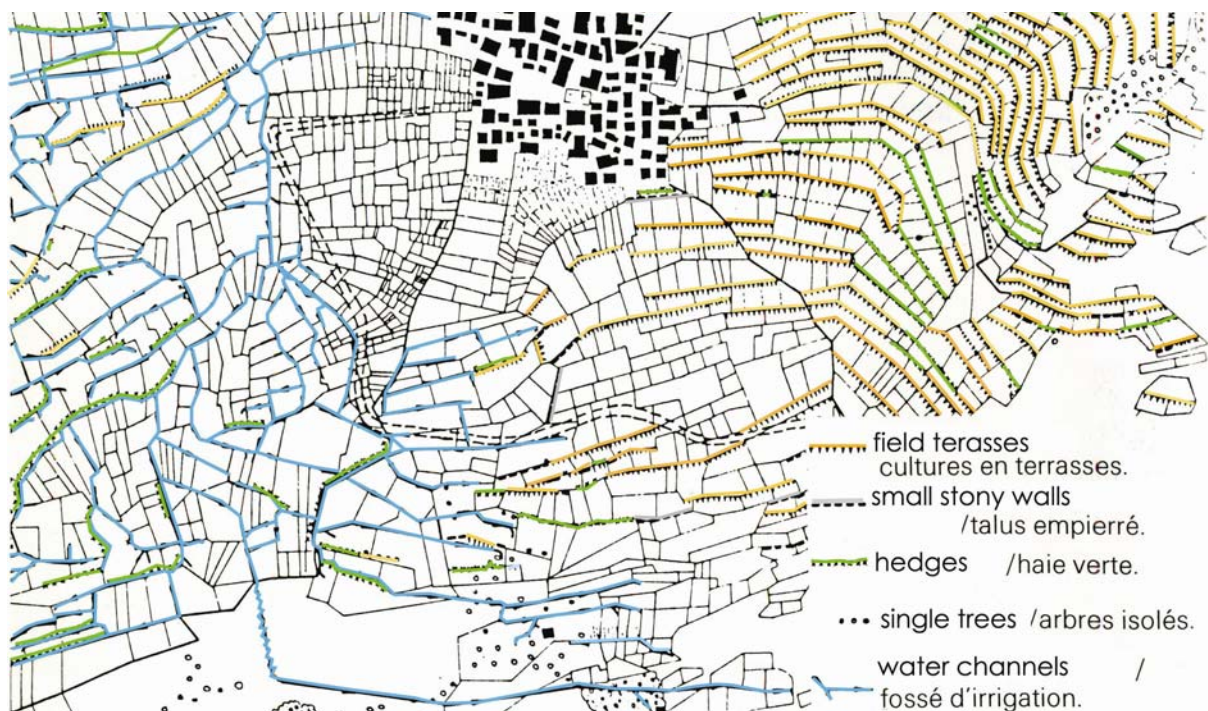 field terasses
cultures en terrasses.
small stony walls
/talus empierré.
hedges /haie verte.
single trees /arbres isolés.
water channels /
fossé d'irrigation.